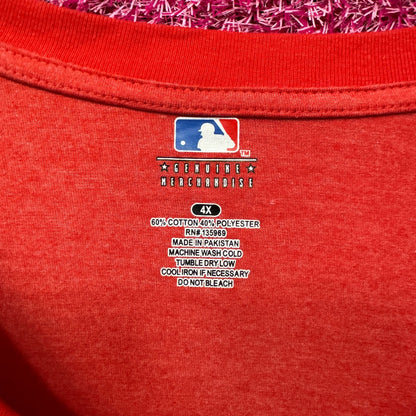 TM
GENUINE
MERCHANDISE
4X
60% COTTON 40% POLYESTER
RN# 135969
MADE IN PAKISTAN
MACHINE WASH COLD
TUMBLE DRY LOW
COOL IRON IF NECESSARY
DO NOT BLEACH